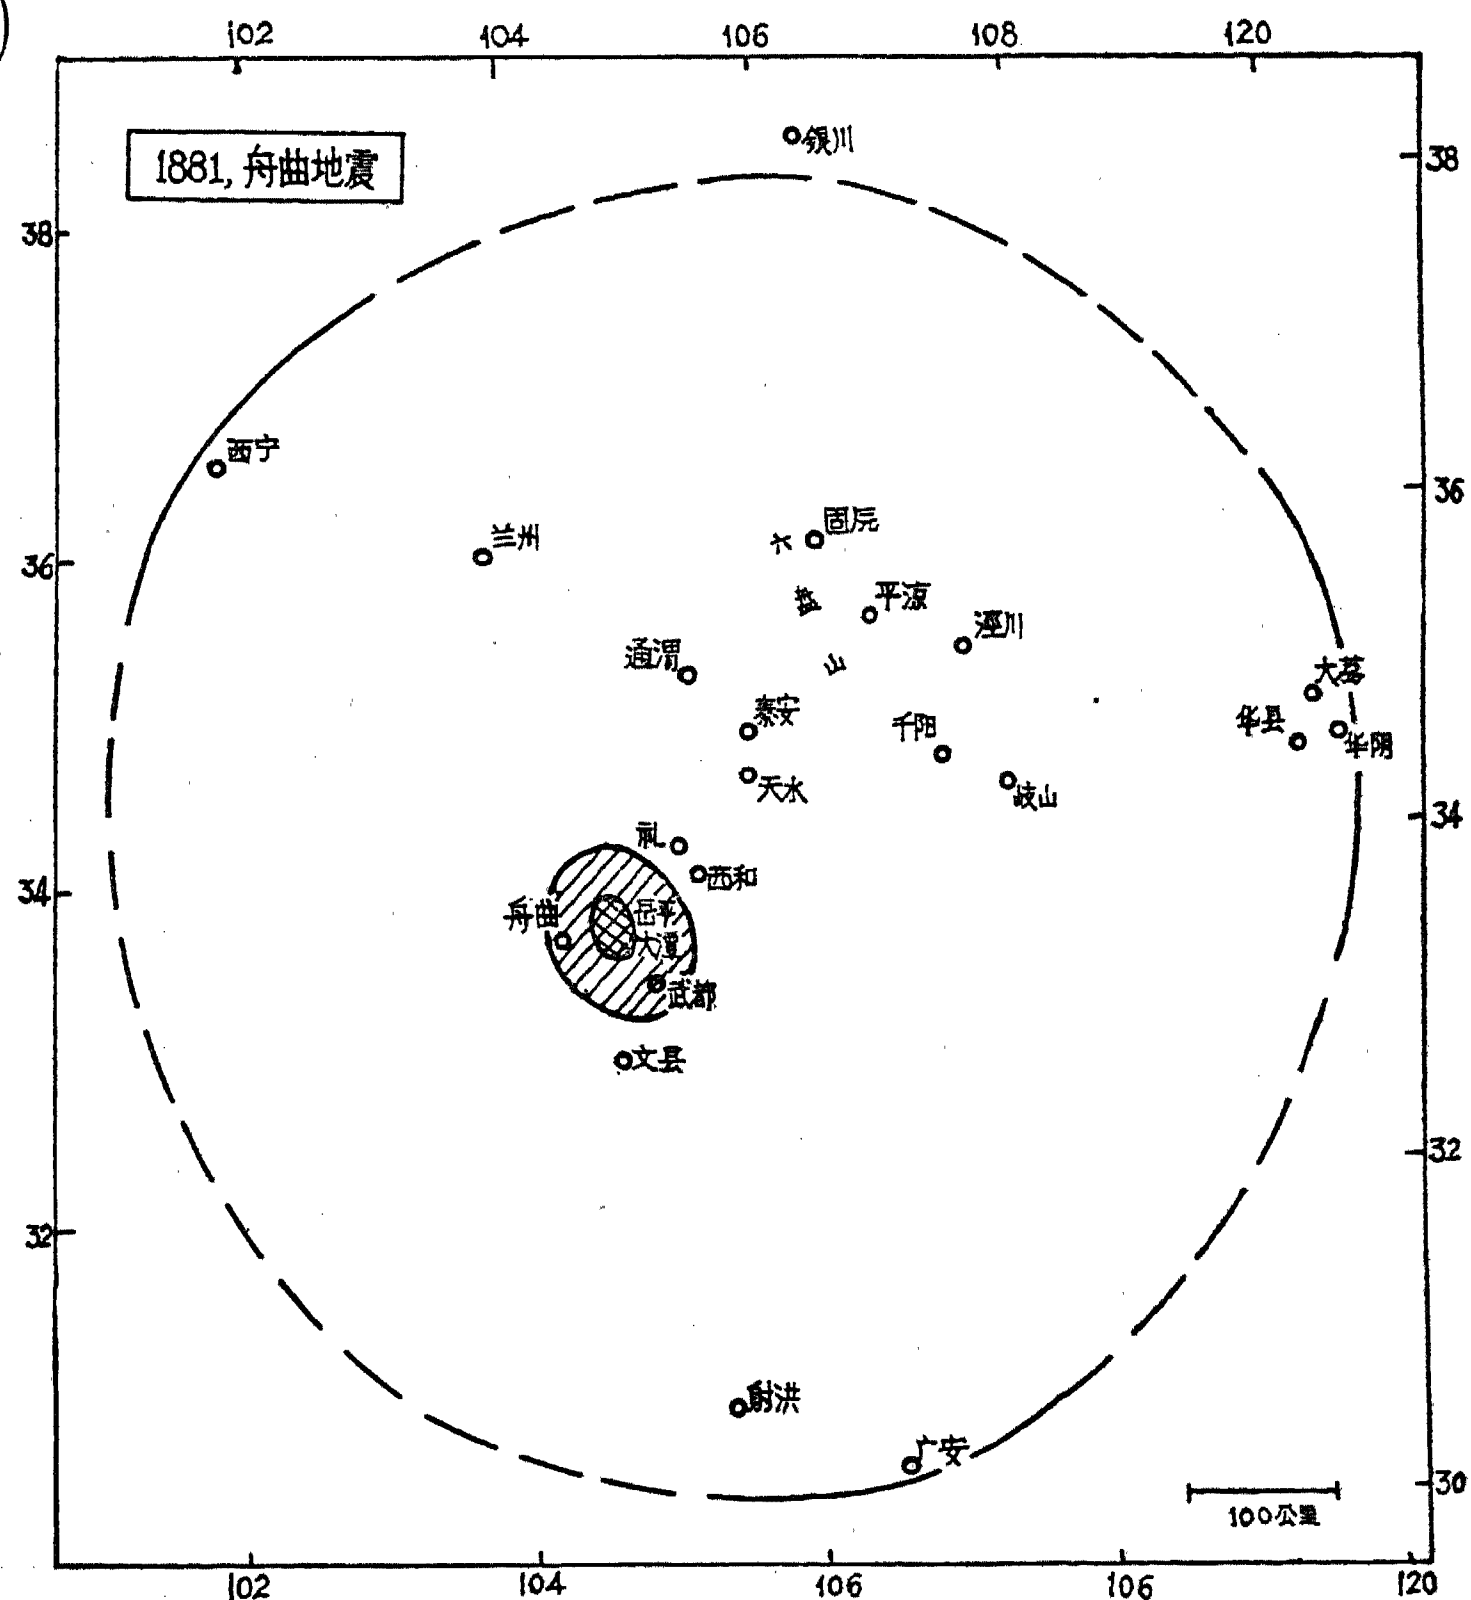 102 104 106 108 120
银川
1881, 舟曲地震
38
38
西宁
36
固原
兰州
六
36
盘
平凉
泾川
通渭
山
大荔
泰安
千阳
华县
华阴
天水
岐山
34
礼
西和
34
舟曲
岳平
大潭
武都
文县
32
32
射洪
广安
30
100公里
102 104 106 106 120